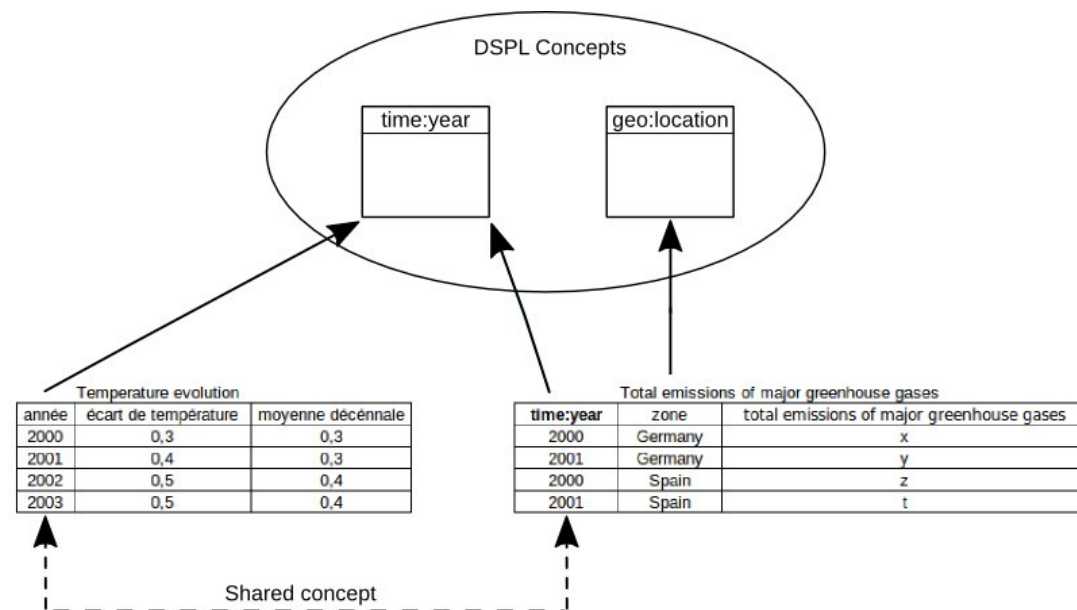 DSPL Concepts
time:year
geo:location
Temperature evolution
année écart de température moyenne décénnale
2000 0,3 0,3
2001 0,4 0,3
2002 0,5 0,4
2003 0,5 0,4
Total emissions of major greenhouse gases
time:year zone total emissions of major greenhouse gases
2000 Germany x
2001 Germany y
2000 Spain z
2001 Spain t
Shared concept